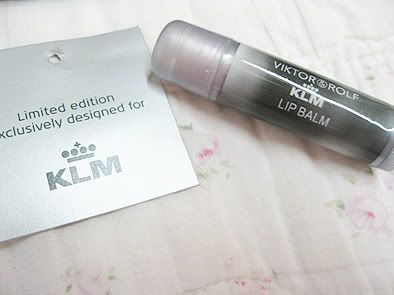 Limited edition
xclusively designed for
KLM
VIKTOR & ROLF
KLM
LIP BALM